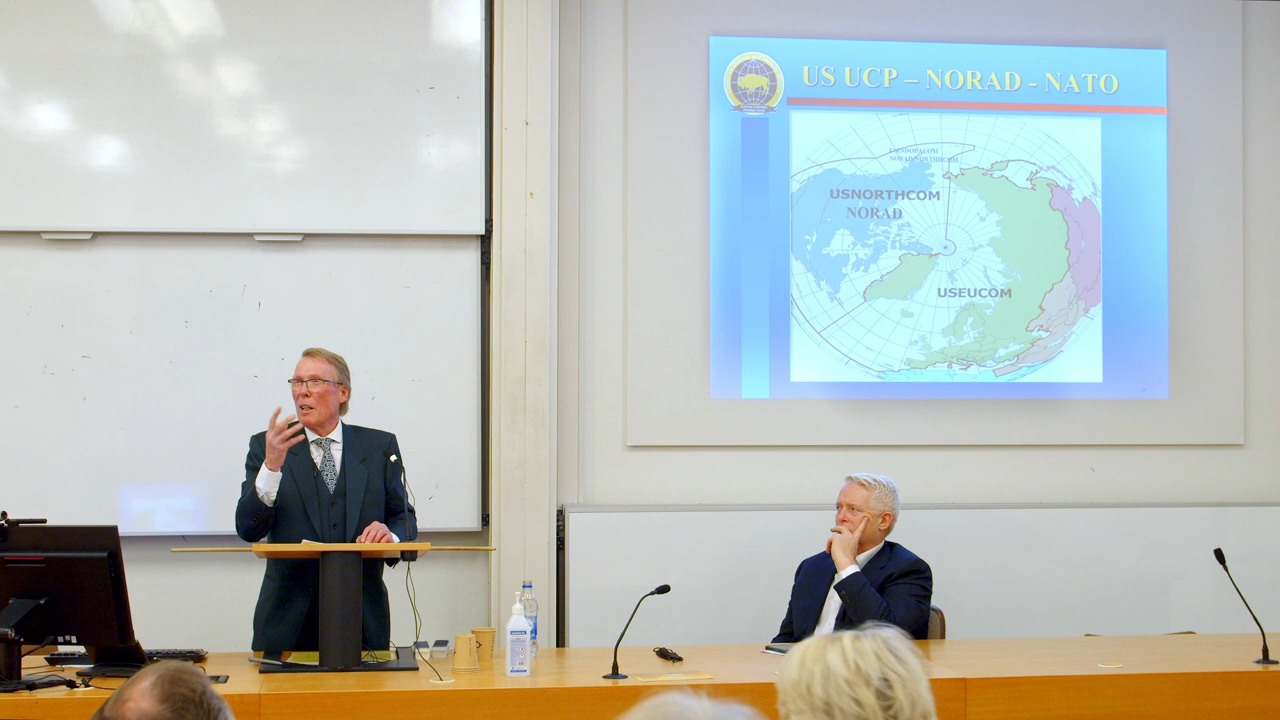 US UCP – NORAD - NATO
USNORTHCOM
NORAD
USEUCOM